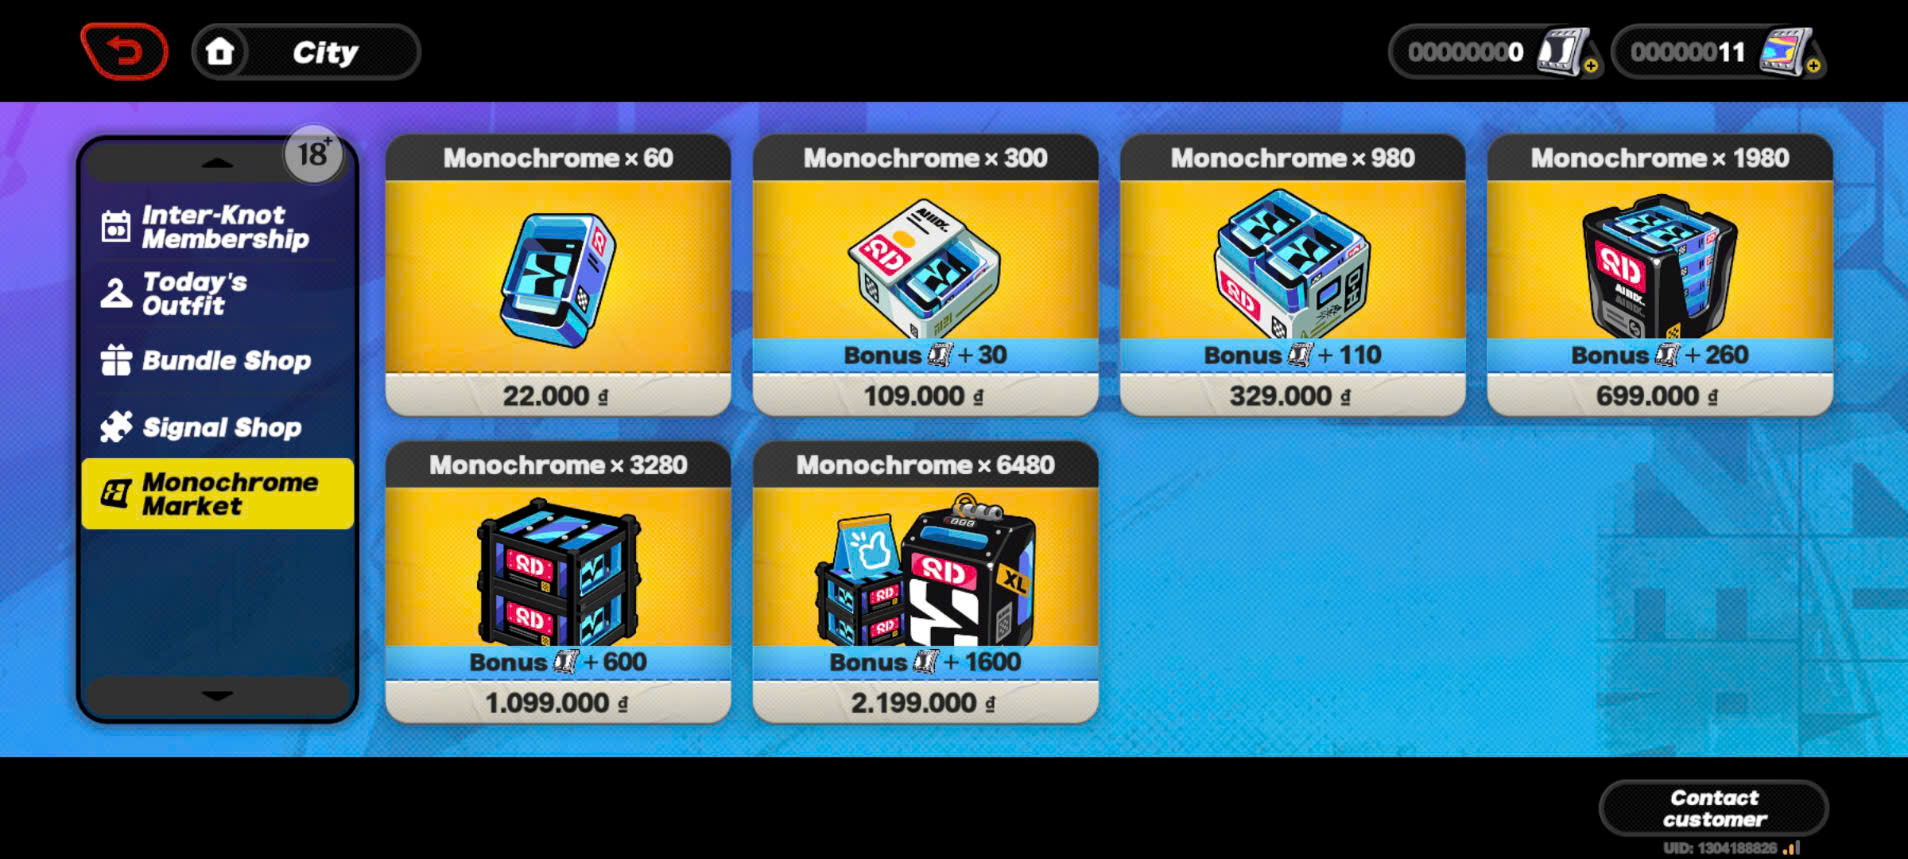 City
00000000
00000011
18+
Inter-Knot
Membership
Today's
Outfit
Bundle Shop
Signal Shop
Monochrome
Market
Monochrome × 60
22.000 ₫
Monochrome × 300
Bonus + 30
109.000 ₫
Monochrome × 980
Bonus + 110
329.000 ₫
Monochrome × 1980
Bonus + 260
699.000 ₫
Monochrome × 3280
Bonus + 600
1.099.000 ₫
Monochrome × 6480
XL
Bonus + 1600
2.199.000 ₫
Contact
customer
UID: 1304188826